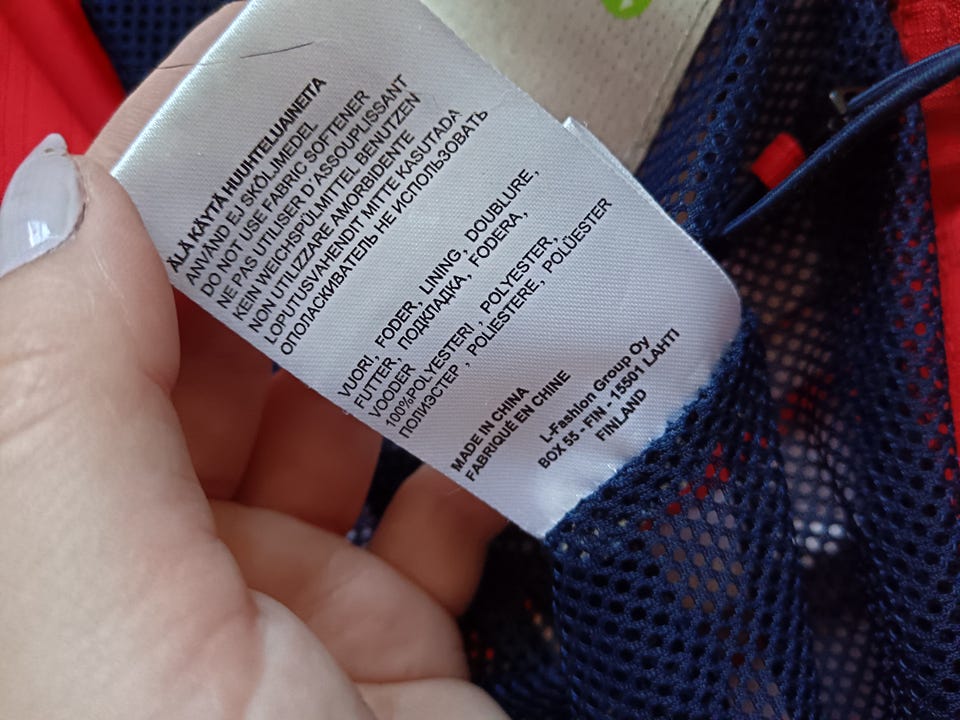 ÄLÄ KÄYTÄ HUUHTELUAINEITA
ANVÄND EJ SKÖLJMEDEL
DO NOT USE FABRIC SOFTENER
NE PAS UTILISER D'ASSOUPLISSANT
KEIN WEICHSPÜLMITTEL BENUTZEN
NON UTILIZZARE AMORBIDENTE
LOPUTUSVAHENDIT MITTE KASUTADA
ОПОЛАСКИВАТЕЛЬ НЕ ИСПОЛЬЗОВАТЬ
VUORI, FODER, LINING, DOUBLURE,
FUTTER, ПОДКЛАДКА, FODERA,
VOODER
100%POLYESTERI, POLYESTER,
ПОЛИЭСТЕР, POLIESTERE, POLÜESTER
MADE IN CHINA
FABRIQUÉ EN CHINE
L-Fashion Group Oy
BOX 55 - FIN - 15501 LAHTI
FINLAND